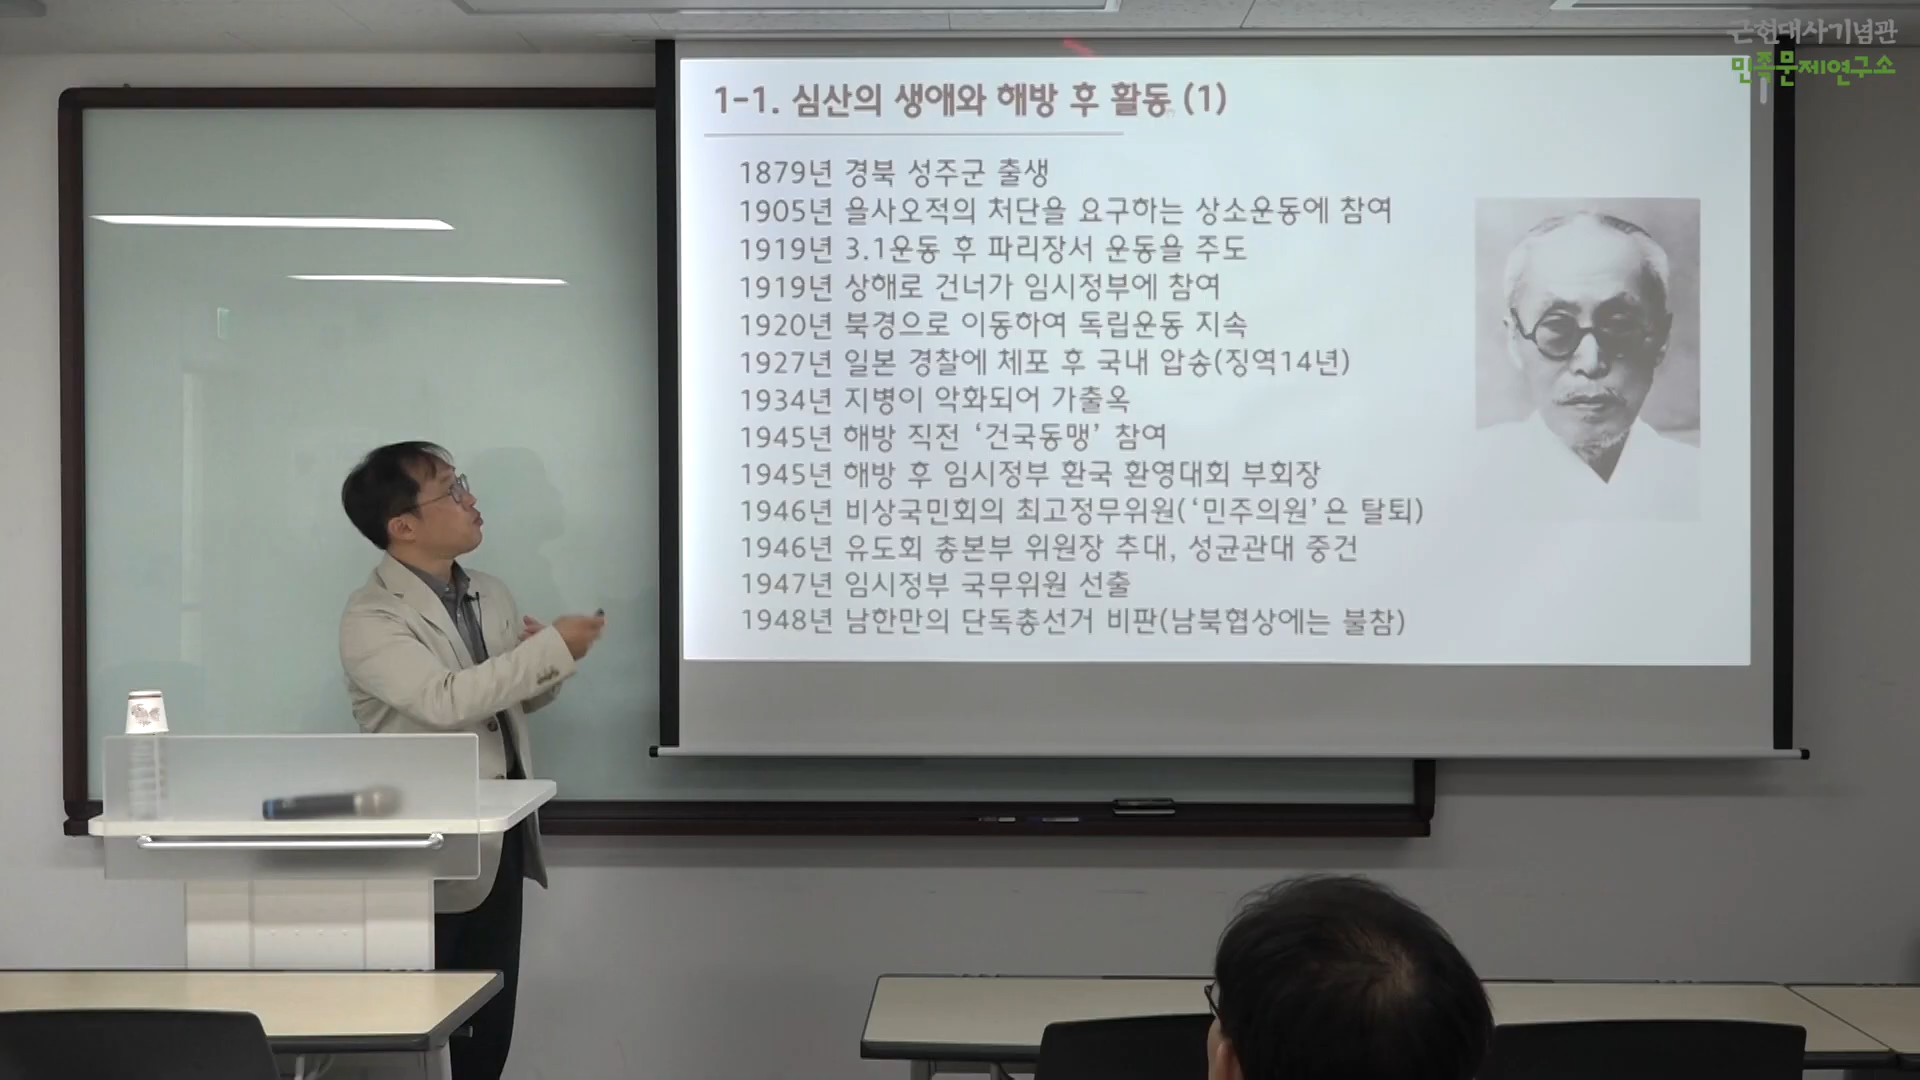 근현대사기념관
민족문제연구소
1-1. 심산의 생애와 해방 후 활동 (1)
1879년 경북 성주군 출생
1905년 을사오적의 처단을 요구하는 상소운동에 참여
1919년 3.1운동 후 파리장서 운동을 주도
1919년 상해로 건너가 임시정부에 참여
1920년 북경으로 이동하여 독립운동 지속
1927년 일본 경찰에 체포 후 국내 압송(징역14년)
1934년 지병이 악화되어 가출옥
1945년 해방 직전 ‘건국동맹’ 참여
1945년 해방 후 임시정부 환국 환영대회 부회장
1946년 비상국민회의 최고정무위원(‘민주의원’은 탈퇴)
1946년 유도회 총본부 위원장 추대, 성균관대 중건
1947년 임시정부 국무위원 선출
1948년 남한만의 단독총선거 비판(남북협상에는 불참)